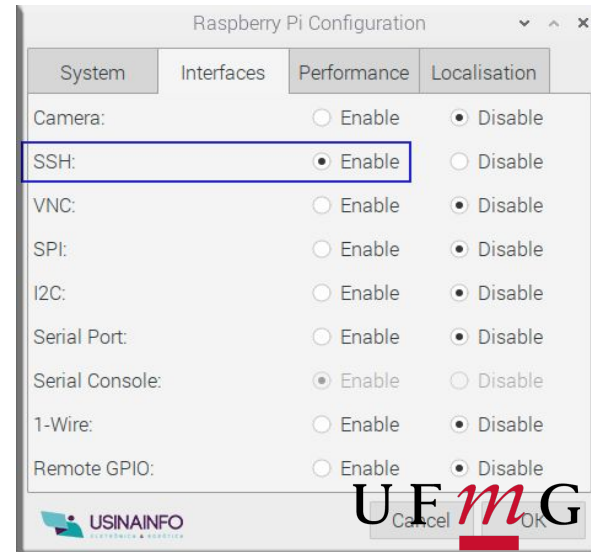 Raspberry Pi Configuration
System Interfaces Performance Localisation
Camera: Enable Disable
SSH: Enable Disable
VNC: Enable Disable
SPI: Enable Disable
I2C: Enable Disable
Serial Port: Enable Disable
Serial Console: Enable Disable
1-Wire: Enable Disable
Remote GPIO: Enable Disable
USINAINFO
ELETRÔNICA & ROBÓTICA
Cancel OK
UFmG